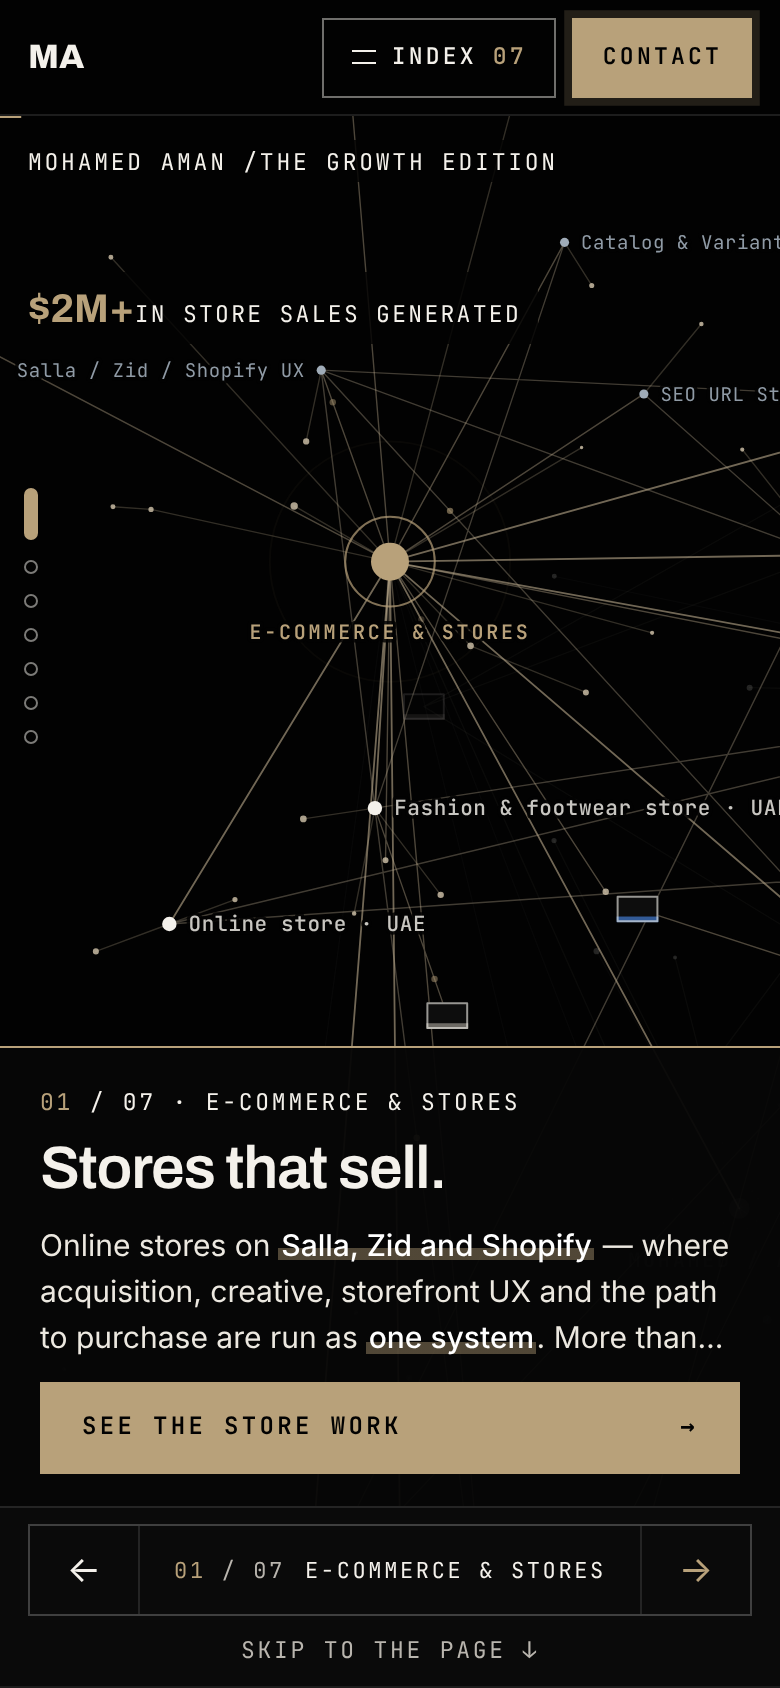 MA
INDEX 07
CONTACT
MOHAMED AMAN /THE GROWTH EDITION
Catalog & Variant
$2M+IN STORE SALES GENERATED
Salla / Zid / Shopify UX
SEO URL St
E-COMMERCE & STORES
Fashion & footwear store · UAE
Online store · UAE
01 / 07 · E-COMMERCE & STORES
Stores that sell.
Online stores on Salla, Zid and Shopify — where
acquisition, creative, storefront UX and the path
to purchase are run as one system. More than...
SEE THE STORE WORK →
← 01 / 07 E-COMMERCE & STORES →
SKIP TO THE PAGE ↓